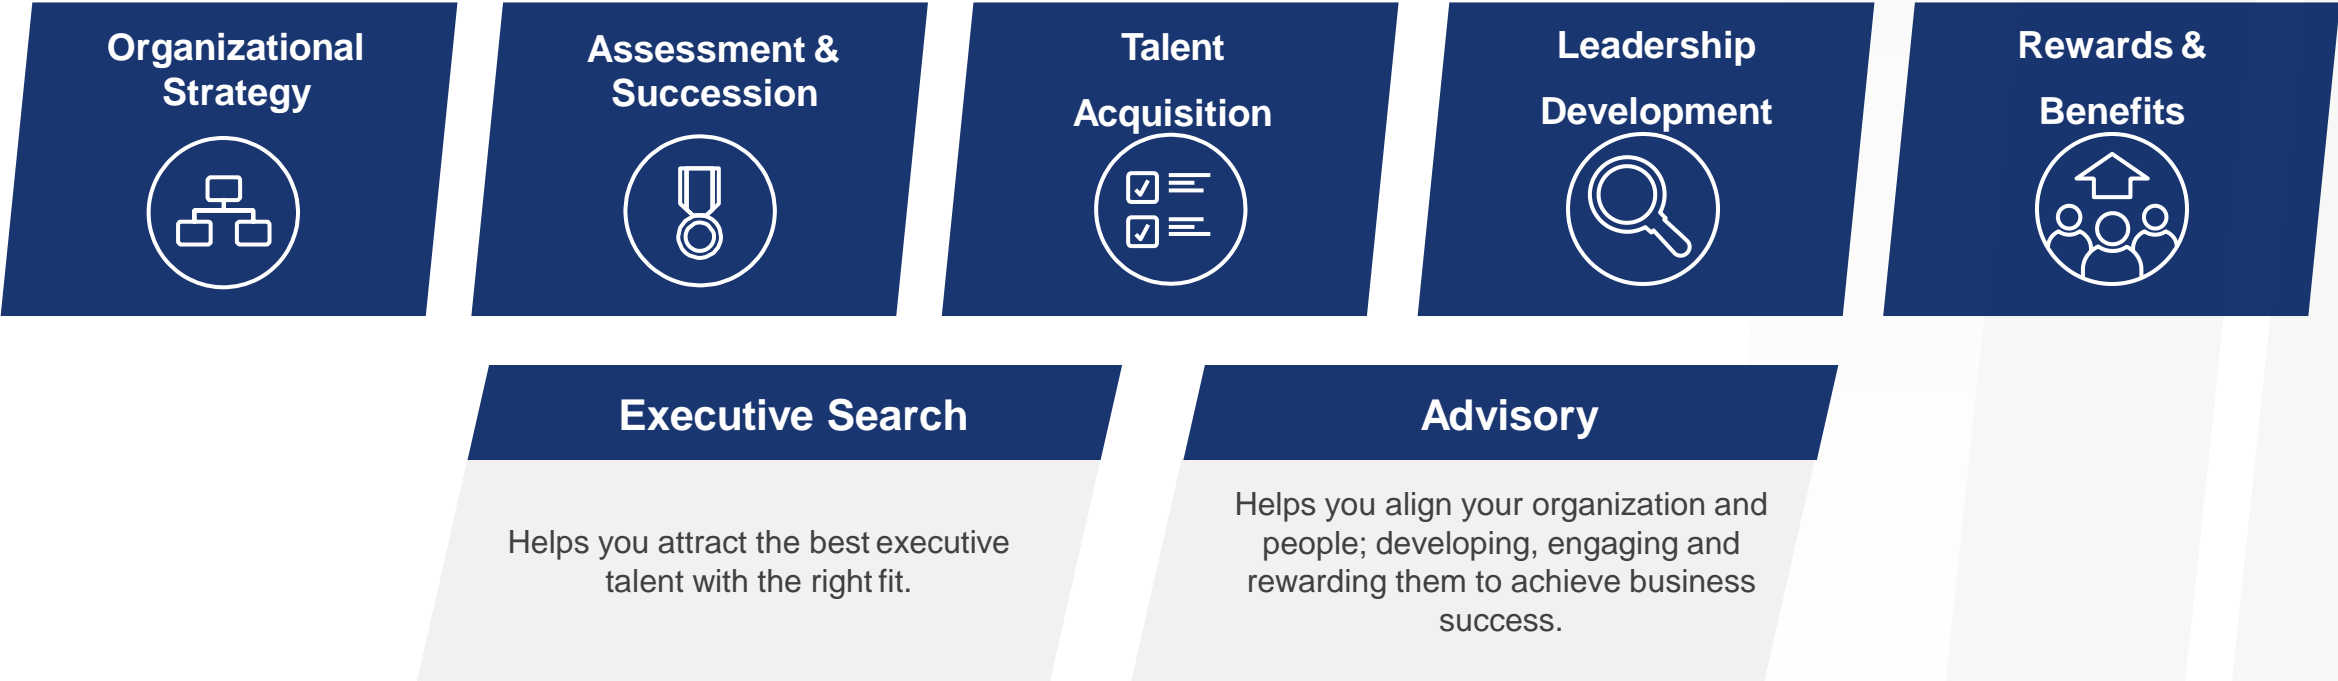 Organizational
Strategy
Assessment &
Succession
Talent
Acquisition
Leadership
Development
Rewards &
Benefits
Executive Search
Helps you attract the best executive
talent with the right fit.
Advisory
Helps you align your organization and
people; developing, engaging and
rewarding them to achieve business
success.